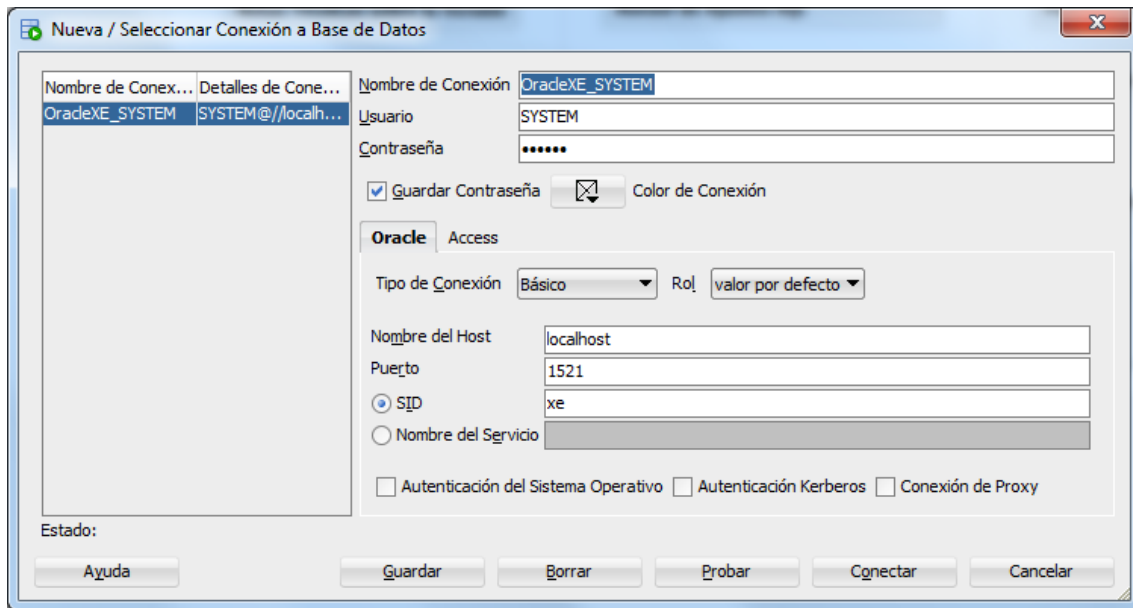 Nueva / Seleccionar Conexión a Base de Datos
Nombre de Conex... Detalles de Cone...
OracleXE_SYSTEM SYSTEM@//localh...
Nombre de Conexión OracleXE_SYSTEM
Usuario SYSTEM
Contraseña ••••••
Guardar Contraseña Color de Conexión
Oracle Access
Tipo de Conexión Básico Rol valor por defecto
Nombre del Host localhost
Puerto 1521
SID xe
Nombre del Servicio
Autenticación del Sistema Operativo Autenticación Kerberos Conexión de Proxy
Estado:
Ayuda Guardar Borrar Probar Conectar Cancelar